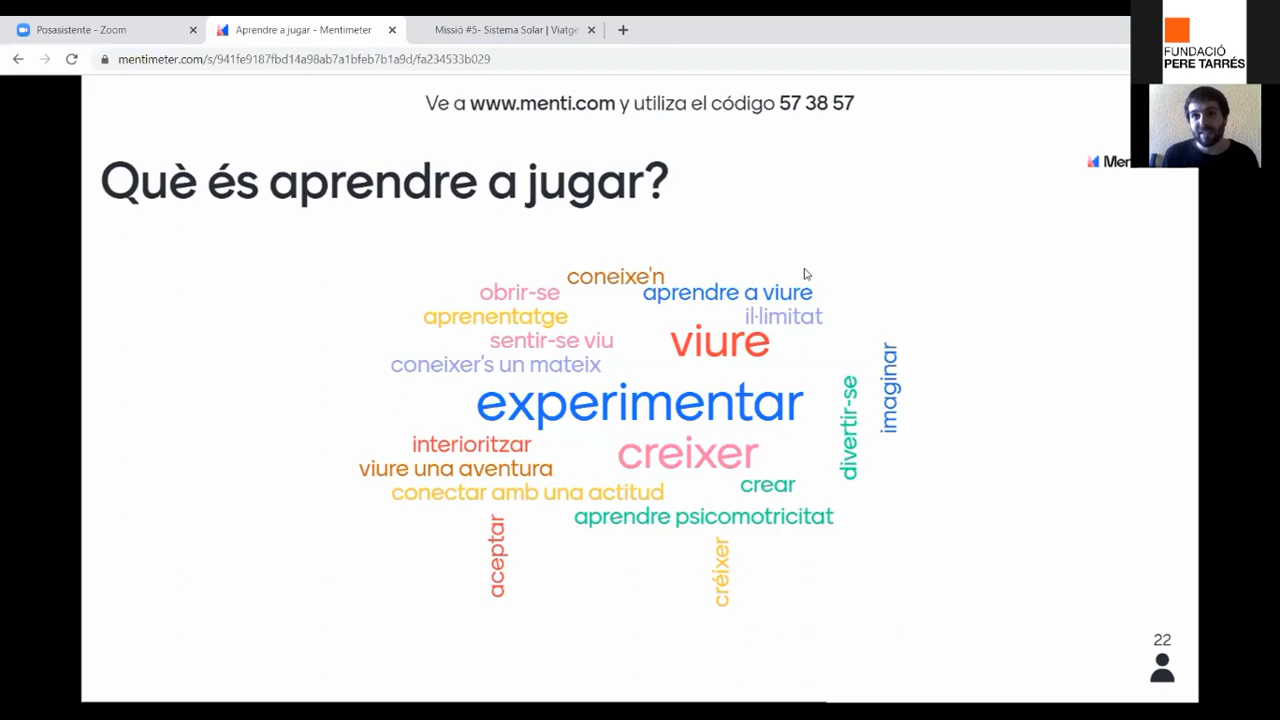 Posasistente - Zoom
Aprendre a jugar - Mentimeter
Missió #5- Sistema Solar | Viatge
mentimeter.com/s/941fe9187fbd14a98ab7a1bfeb7b1a9d/fa234533b029
FUNDACIÓ
PERE TARRÉS
Ve a www.menti.com y utiliza el código 57 38 57
Men
Què és aprendre a jugar?
coneixe'n
obrir-se
aprendre a viure
aprenentatge
il·limitat
sentir-se viu
viure
coneixer's un mateix
imaginar
experimentar
divertir-se
interioritzar
creixer
viure una aventura
crear
conectar amb una actitud
aprendre psicomotricitat
aceptar
créixer
22